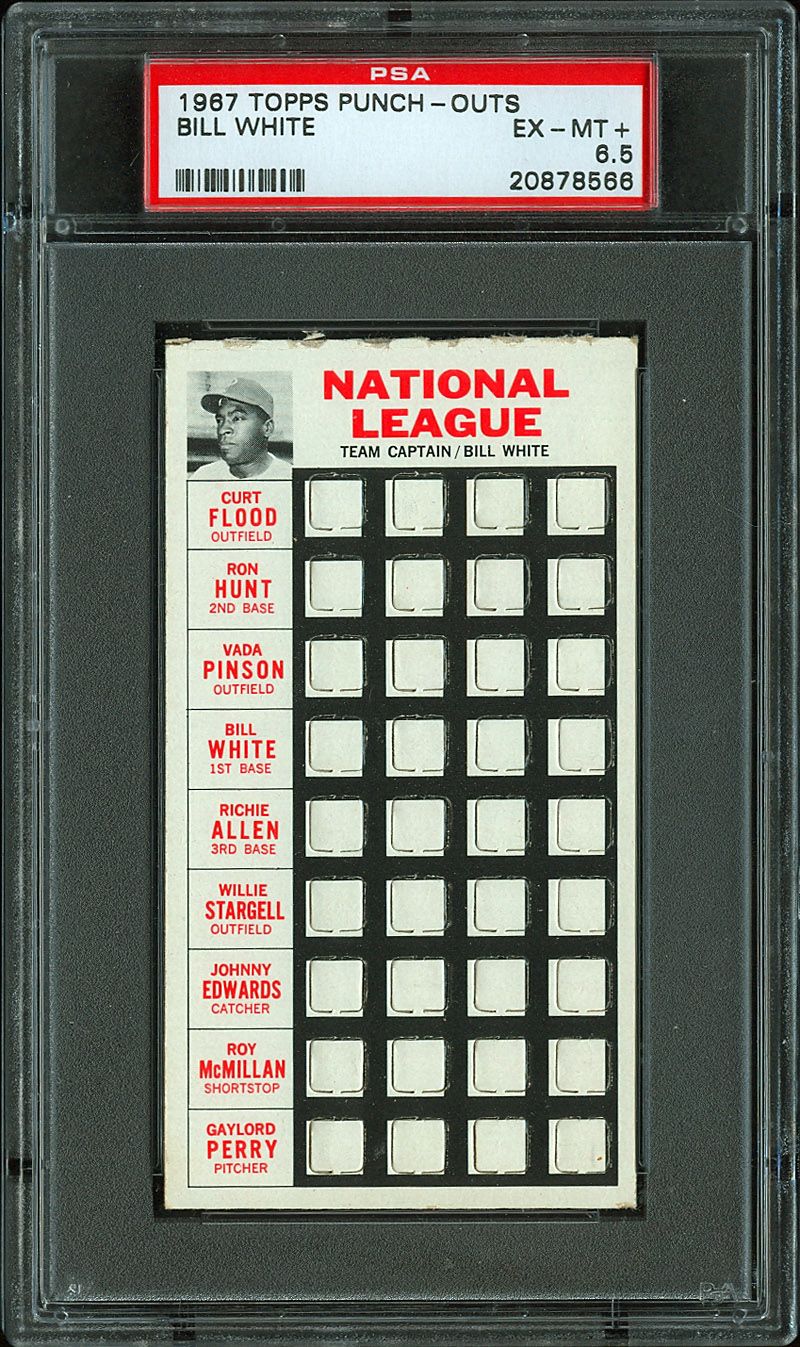 PSA
1967 TOPPS PUNCH-OUTS
BILL WHITE EX-MT+
6.5
20878566
NATIONAL
LEAGUE
TEAM CAPTAIN/BILL WHITE
CURT
FLOOD
OUTFIELD
RON
HUNT
2ND BASE
VADA
PINSON
OUTFIELD
BILL
WHITE
1ST BASE
RICHIE
ALLEN
3RD BASE
WILLIE
STARGELL
OUTFIELD
JOHNNY
EDWARDS
CATCHER
ROY
McMILLAN
SHORTSTOP
GAYLORD
PERRY
PITCHER